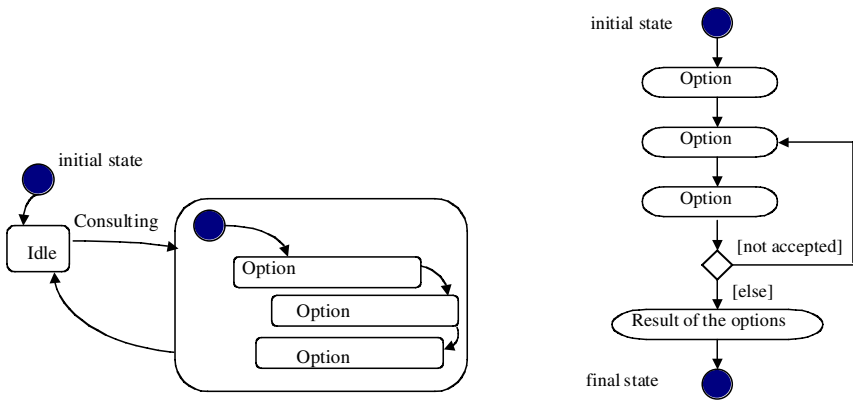 initial state
Consulting
Idle
Option
Option
Option
initial state
Option
Option
Option
[not accepted]
[else]
Result of the options
final state